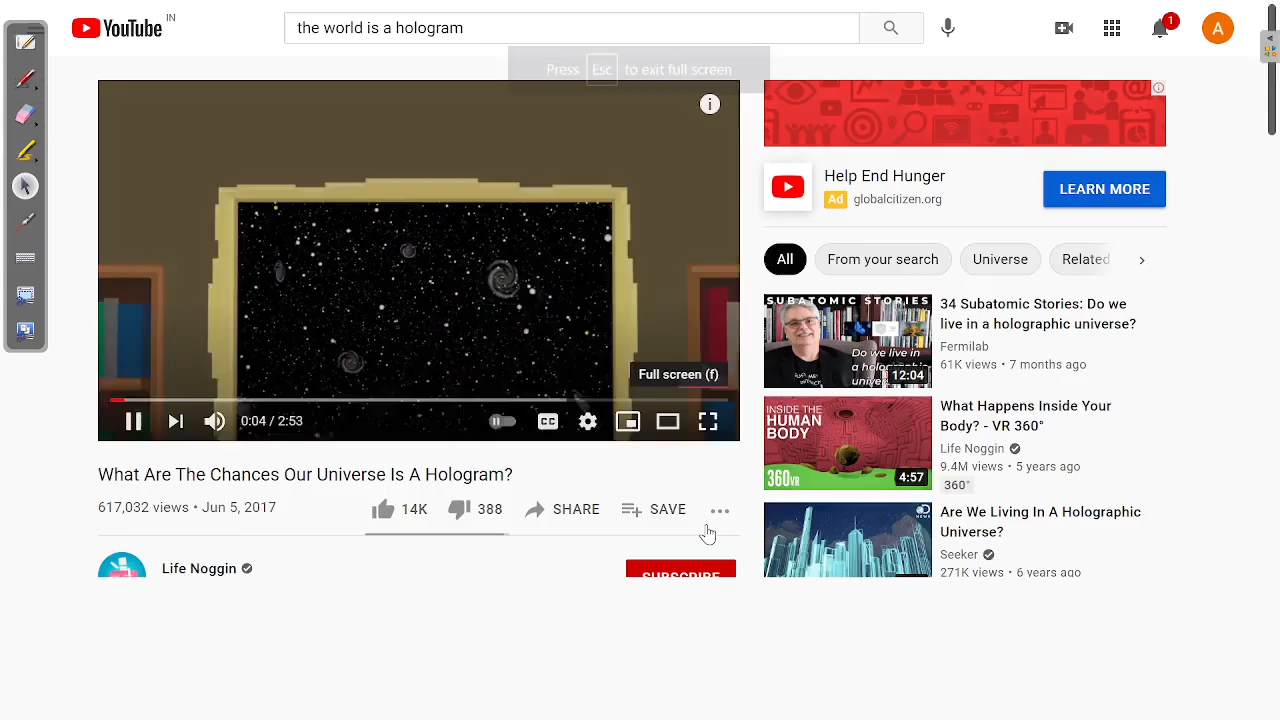 YouTube IN
the world is a hologram
1
A
Press Esc to exit full screen
Help End Hunger
Ad globalcitizen.org
LEARN MORE
All
From your search
Universe
Related
SUBATOMIC STORIES
Do we live in
a holographic
universe?
12:04
34 Subatomic Stories: Do we
live in a holographic universe?
Fermilab
61K views • 7 months ago
INSIDE THE
HUMAN
BODY
360VR
4:57
What Happens Inside Your
Body? - VR 360°
Life Noggin
9.4M views • 5 years ago
360°
NEWS
Are We Living In A Holographic
Universe?
Seeker
271K views • 6 years ago
Full screen (f)
0:04 / 2:53
CC
What Are The Chances Our Universe Is A Hologram?
617,032 views • Jun 5, 2017
14K
388
SHARE
SAVE
Life Noggin
SUBSCRIBE